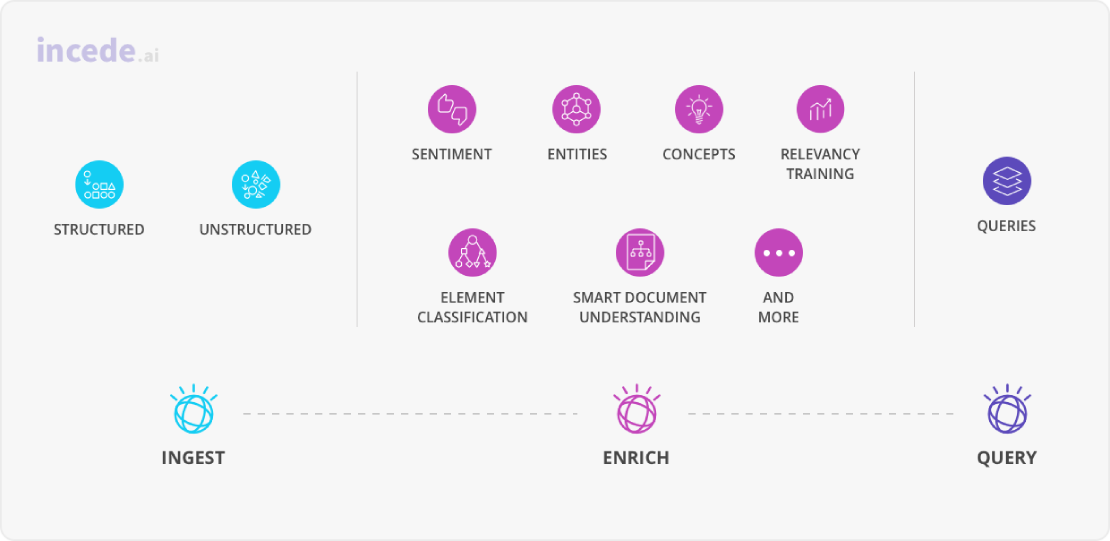 incede.ai
STRUCTURED
UNSTRUCTURED
SENTIMENT
ENTITIES
CONCEPTS
RELEVANCY
TRAINING
ELEMENT
CLASSIFICATION
SMART DOCUMENT
UNDERSTANDING
AND
MORE
QUERIES
INGEST
ENRICH
QUERY